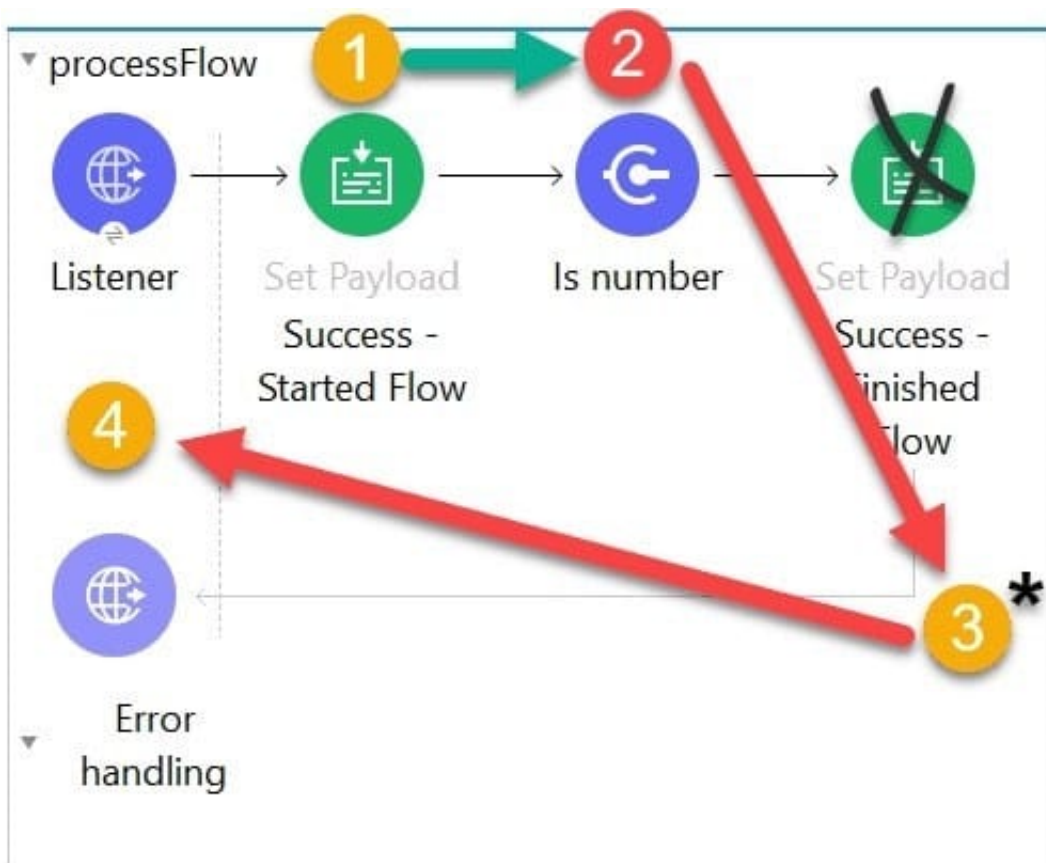 processFlow
1
2
Listener
Set Payload
Success -
Started Flow
Is number
Set Payload
Success -
Finished
Flow
4
3
*
Error
handling